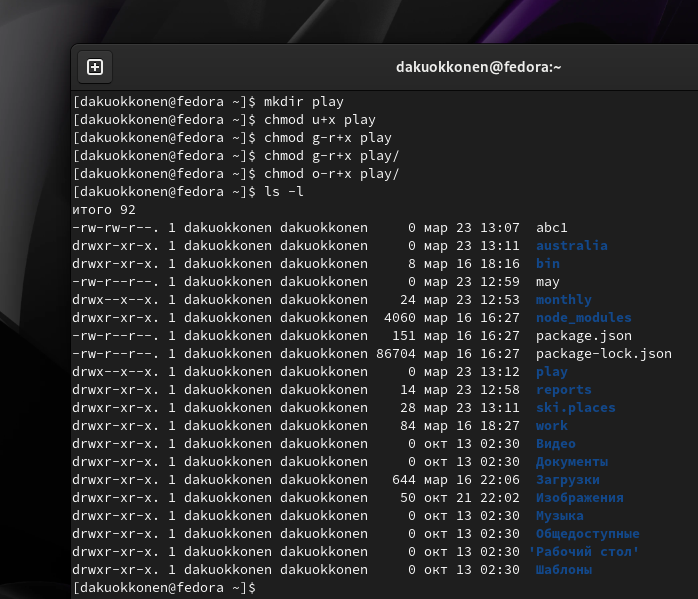 dakuokkonen@fedora:~
[dakuokkonen@fedora ~]$ mkdir play
[dakuokkonen@fedora ~]$ chmod u+x play
[dakuokkonen@fedora ~]$ chmod g-r+x play
[dakuokkonen@fedora ~]$ chmod g-r+x play/
[dakuokkonen@fedora ~]$ chmod o-r+x play/
[dakuokkonen@fedora ~]$ ls -l
итого 92
-rw-rw-r--. 1 dakuokkonen dakuokkonen     0 мар 23 13:07  abc1
drwxr-xr-x. 1 dakuokkonen dakuokkonen     0 мар 23 13:11  australia
drwxr-xr-x. 1 dakuokkonen dakuokkonen     8 мар 16 18:16  bin
-rw-r--r--. 1 dakuokkonen dakuokkonen     0 мар 23 12:59  may
drwx--x--x. 1 dakuokkonen dakuokkonen    24 мар 23 12:53  monthly
drwxr-xr-x. 1 dakuokkonen dakuokkonen  4060 мар 16 16:27  node_modules
-rw-r--r--. 1 dakuokkonen dakuokkonen   151 мар 16 16:27  package.json
-rw-r--r--. 1 dakuokkonen dakuokkonen 86704 мар 16 16:27  package-lock.json
drwx--x--x. 1 dakuokkonen dakuokkonen     0 мар 23 13:12  play
drwxr-xr-x. 1 dakuokkonen dakuokkonen    14 мар 23 12:58  reports
drwxr-xr-x. 1 dakuokkonen dakuokkonen    28 мар 23 13:11  ski.places
drwxr-xr-x. 1 dakuokkonen dakuokkonen    84 мар 16 18:27  work
drwxr-xr-x. 1 dakuokkonen dakuokkonen     0 окт 13 02:30  Видео
drwxr-xr-x. 1 dakuokkonen dakuokkonen     0 окт 13 02:30  Документы
drwxr-xr-x. 1 dakuokkonen dakuokkonen   644 мар 16 22:06  Загрузки
drwxr-xr-x. 1 dakuokkonen dakuokkonen    50 окт 21 22:02  Изображения
drwxr-xr-x. 1 dakuokkonen dakuokkonen     0 окт 13 02:30  Музыка
drwxr-xr-x. 1 dakuokkonen dakuokkonen     0 окт 13 02:30  Общедоступные
drwxr-xr-x. 1 dakuokkonen dakuokkonen     0 окт 13 02:30 'Рабочий стол'
drwxr-xr-x. 1 dakuokkonen dakuokkonen     0 окт 13 02:30  Шаблоны
[dakuokkonen@fedora ~]$